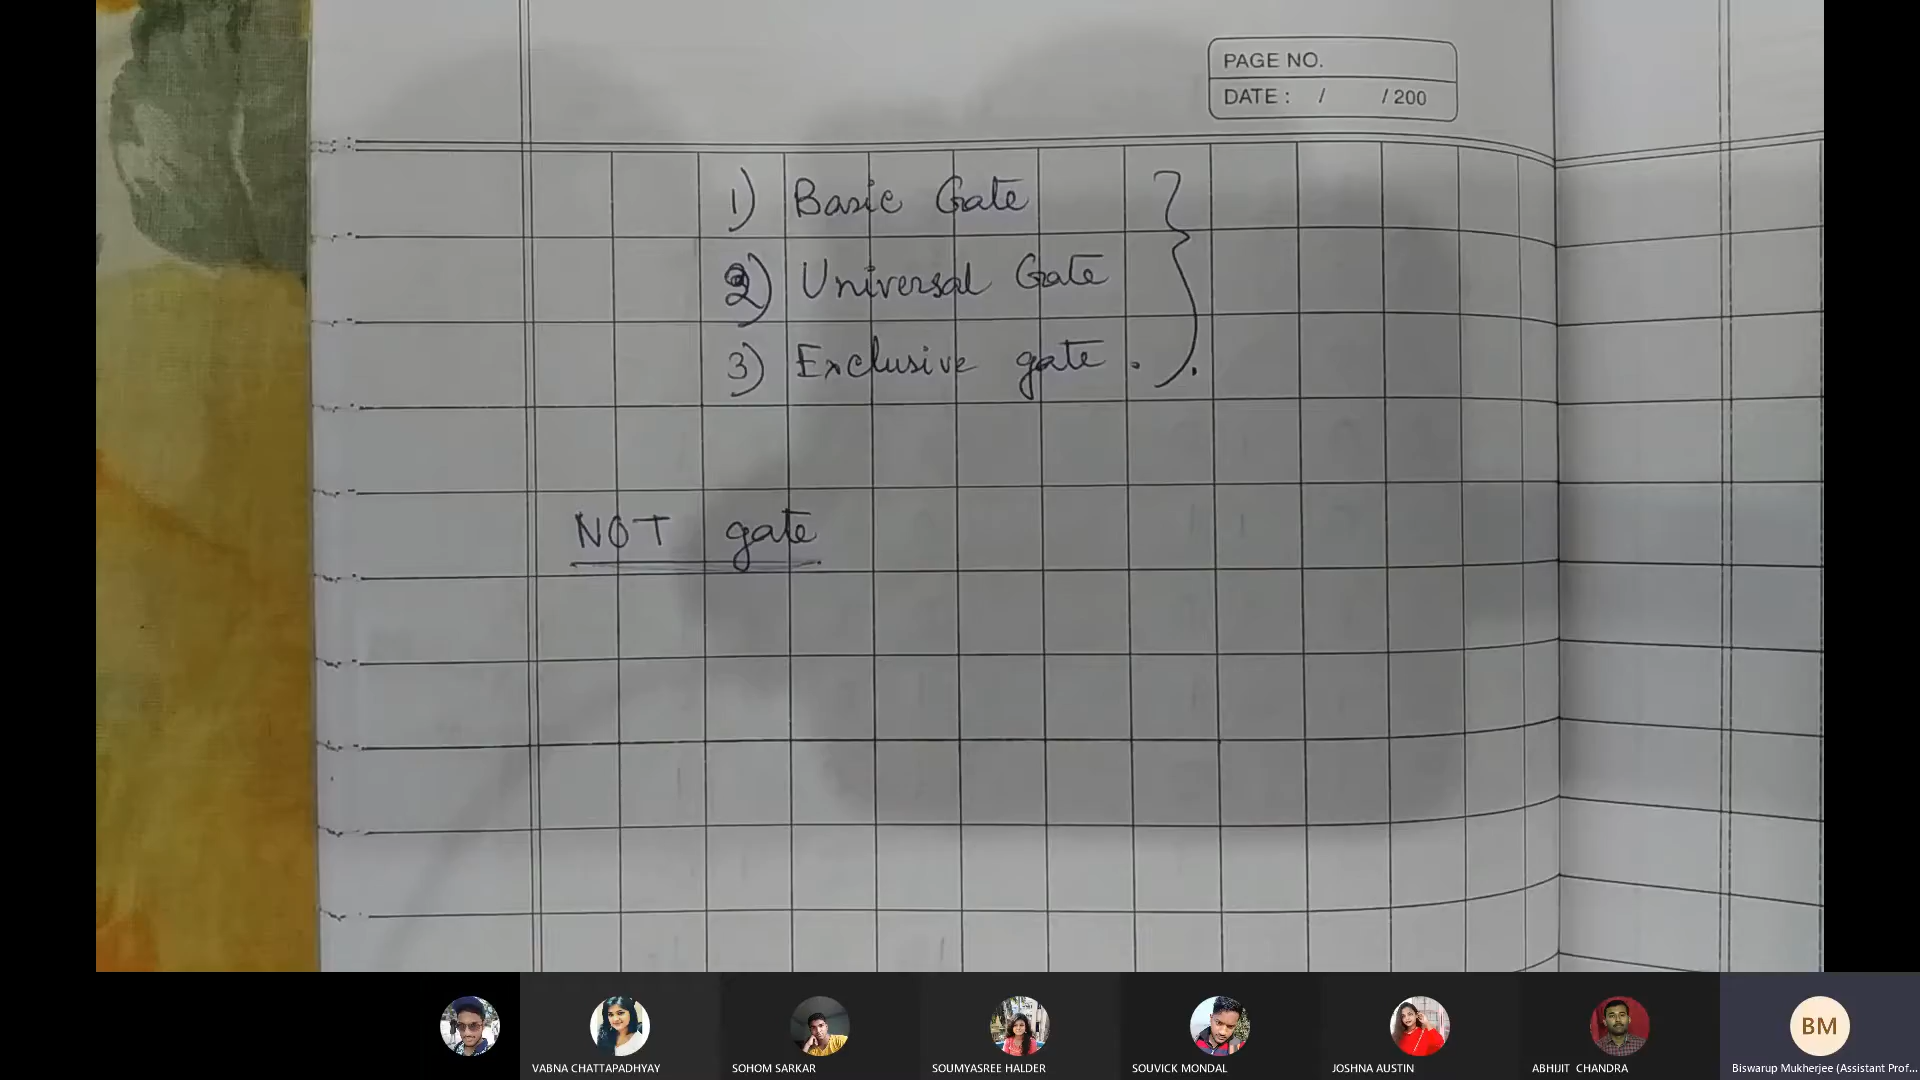 PAGE NO.
DATE : / / 200
1) Basic Gate
2) Universal Gate
3) Exclusive gate .
NOT gate
VABNA CHATTAPADHYAY
SOHOM SARKAR
SOUMYASREE HALDER
SOUVICK MONDAL
JOSHNA AUSTIN
ABHIJIT CHANDRA
BM
Biswarup Mukherjee (Assistant Prof...